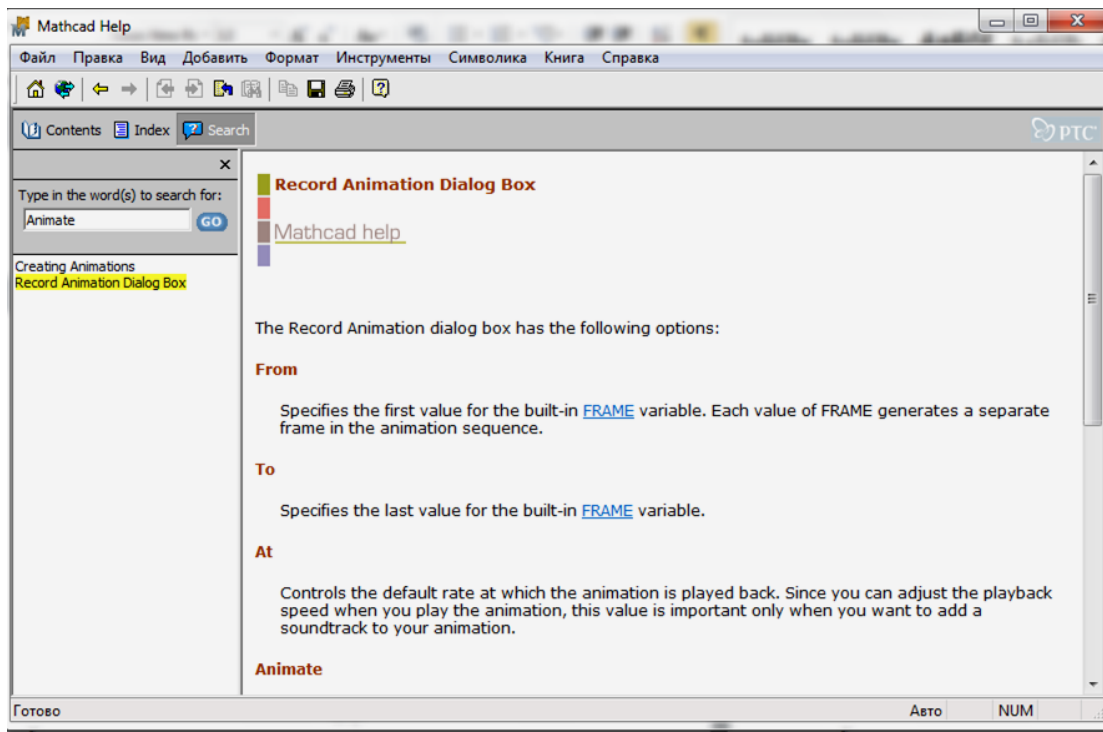 Mathcad Help
Файл Правка Вид Добавить Формат Инструменты Символика Книга Справка
Contents Index Search
PTC
Type in the word(s) to search for:
Animate GO
Creating Animations
Record Animation Dialog Box
Record Animation Dialog Box
Mathcad help
The Record Animation dialog box has the following options:
From
Specifies the first value for the built-in FRAME variable. Each value of FRAME generates a separate
frame in the animation sequence.
To
Specifies the last value for the built-in FRAME variable.
At
Controls the default rate at which the animation is played back. Since you can adjust the playback
speed when you play the animation, this value is important only when you want to add a
soundtrack to your animation.
Animate
Готово Авто NUM